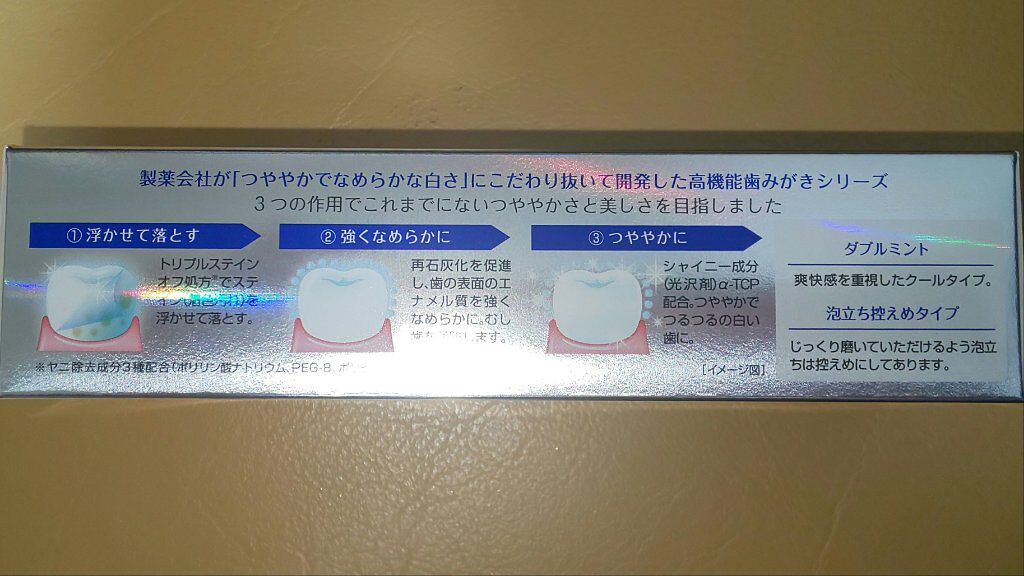 製薬会社が「つややかでなめらかな白さ」にこだわり抜いて開発した高機能歯みがきシリーズ
3つの作用でこれまでにないつややかさと美しさを目指しました
①浮かせて落とす
トリプルステイン
オフ処方※でステ
イン
を
浮かせて落とす。
②強くなめらかに
再石灰化を促進
し、歯の表面のエ
ナメル質を強く
なめらかに。むし
ます。
③つややかに
シャイニー成分
(光沢剤)α-TCP
配合。つややかで
つるつるの白い
歯に。
※ヤニ除去成分3種配合(ポリリン酸ナトリウム、PEG-8、ポリ
[イメージ図]
ダブルミント
爽快感を重視したクールタイプ。
泡立ち控えめタイプ
じっくり磨いていただけるよう泡立
ちは控えめにしてあります。